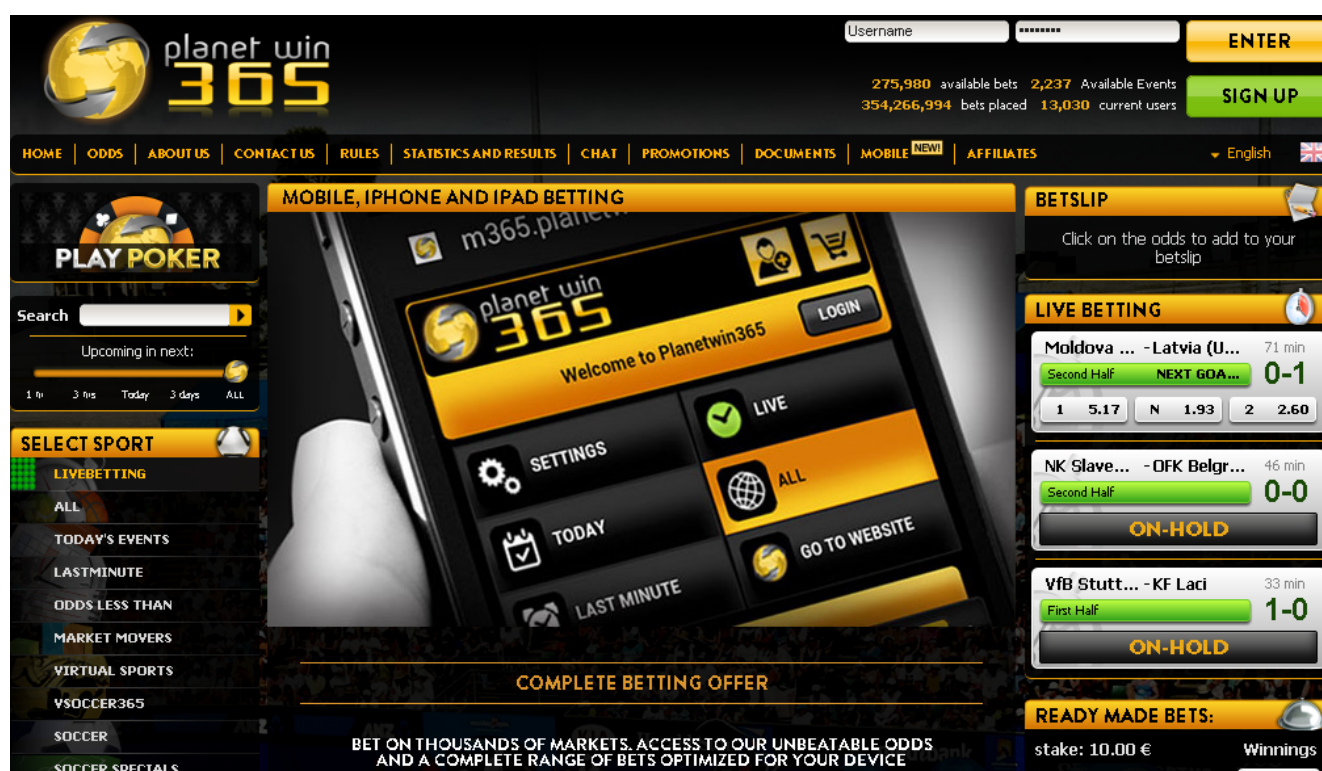 planet win
365
Username
ENTER
275,980 available bets 2,237 Available Events
354,266,994 bets placed 13,030 current users
SIGN UP
HOME
ODDS
ABOUT US
CONTACT US
RULES
STATISTICS AND RESULTS
CHAT
PROMOTIONS
DOCUMENTS
MOBILE NEW!
AFFILIATES
English
PLAY POKER
Search
Upcoming in next:
3 hrs Today 3 days ALL
SELECT SPORT
LIVEBETTING
ALL
TODAY'S EVENTS
LASTMINUTE
ODDS LESS THAN
MARKET MOVERS
VIRTUAL SPORTS
VSOCCER365
SOCCER
SOCCER SPECIALS
MOBILE, IPHONE AND IPAD BETTING
planet win
365
LOGIN
Welcome to Planetwin365
SETTINGS
LIVE
TODAY
ALL
LAST MINUTE
GO TO WEBSITE
COMPLETE BETTING OFFER
BET ON THOUSANDS OF MARKETS. ACCESS TO OUR UNBEATABLE ODDS
AND A COMPLETE RANGE OF BETS OPTIMIZED FOR YOUR DEVICE
BETSLIP
Click on the odds to add to your
betslip
LIVE BETTING
Moldova ... - Latvia (U... 71 min
Second Half NEXT GOA... 0-1
1 5.17 N 1.93 2 2.60
NK Slave... - OFK Belgr... 46 min
Second Half 0-0
ON-HOLD
VfB Stutt... - KF Laci 33 min
First Half 1-0
ON-HOLD
READY MADE BETS:
stake: 10.00 € Winnings